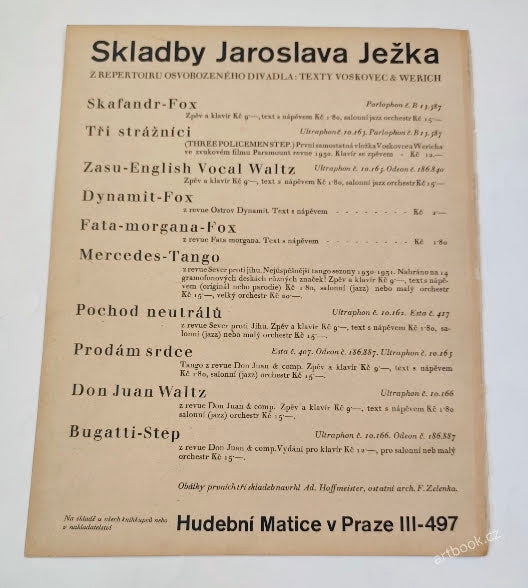 Skladby Jaroslava Ježka
Z REPERTOIRU OSVOBOZENÉHO DIVADLA: TEXTY VOSKOVEC & WERICH
Skafandr-Fox Parlophon č. B 13.587
Zpěv a klavír Kč 9·—, text s nápěvem Kč 1·80, salonní jazz orchestr Kč 15·—
Tři strážníci Ultraphon č. 10.163. Parlophon č. B 13.587
(THREE POLICEMEN STEP.) První samostatná vložka Voskovce a Wericha
ve zvukovém filmu Paramount revue 1930. Klavír se zpěvem - Kč 12.—
Zasu-English Vocal Waltz Ultraphon č. 10.163 Odeon č. 186.840
Zpěv a klavír Kč 9·—, text s nápěvem Kč 1·80, salonní jazz orchestr Kč 15·—
Dynamit-Fox
z revue Ostrov Dynamit. Text s nápěvem - - - - - - - - Kč 2·—
Fata-morgana-Fox
z revue Fata morgana. Text s nápěvem - - - - - - - - Kč 1·80
Mercedes-Tango
z revue Sever proti jihu. Nejúspěšnější tango sezony 1930-1931. Nahráno na 14
gramofonových deskách různých značek! Zpěv a klavír Kč 9·—, text s nápě-
vem (originál nebo parodie) Kč 1·80, salonní (jazz) nebo malý orchestr
Kč 15·—, velký orchestr Kč 20·—.
Pochod neutrálů Ultraphon č. 10.162. Esta č. 417
z revue Sever proti Jihu. Zpěv a klavír Kč 9·—, text s nápěvem Kč 1·80, sa-
lonní (jazz) nebo malý orchestr Kč 15·—.
Prodám srdce Esta č. 407. Odeon č. 186.887. Ultraphon č. 10.165
Tango z revue Don Juan & comp. Zpěv a klavír Kč 9·—, text s nápěvem
Kč 1·80, salonní (jazz) orchestr Kč 15·—.
Don Juan Waltz Ultraphon č. 10.166
z revue Don Juan & comp. Zpěv a klavír Kč 9·—, text s nápěvem Kč 1·80
salonní (jazz) orchestr Kč 15·—.
Bugatti-Step Ultraphon č. 10.166. Odeon č. 186.887
z revue Don Juan & comp. Vydání pro klavír Kč 12·—, pro salonní neb malý
orchestr Kč 15·—.
Obálky prvních tří skladeb navrhl Ad. Hoffmeister, ostatní arch. F. Zelenka.
Na skladě u všech knihkupců nebo
v nakladatelství
Hudební Matice v Praze III-497
artbook.cz